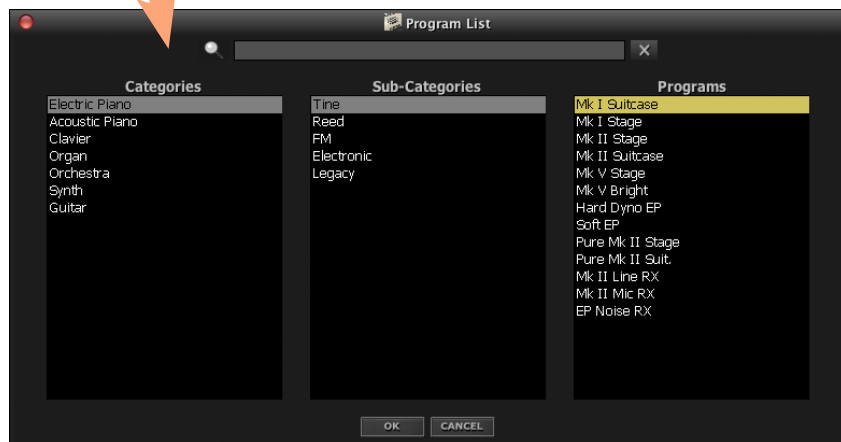 Program List
X
Categories
Electric Piano
Acoustic Piano
Clavier
Organ
Orchestra
Synth
Guitar
Sub-Categories
Tine
Reed
FM
Electronic
Legacy
Programs
Mk I Suitcase
Mk I Stage
Mk II Stage
Mk II Suitcase
Mk V Stage
Mk V Bright
Hard Dyno EP
Soft EP
Pure Mk II Stage
Pure Mk II Suit.
Mk II Line RX
Mk II Mic RX
EP Noise RX
OK
CANCEL